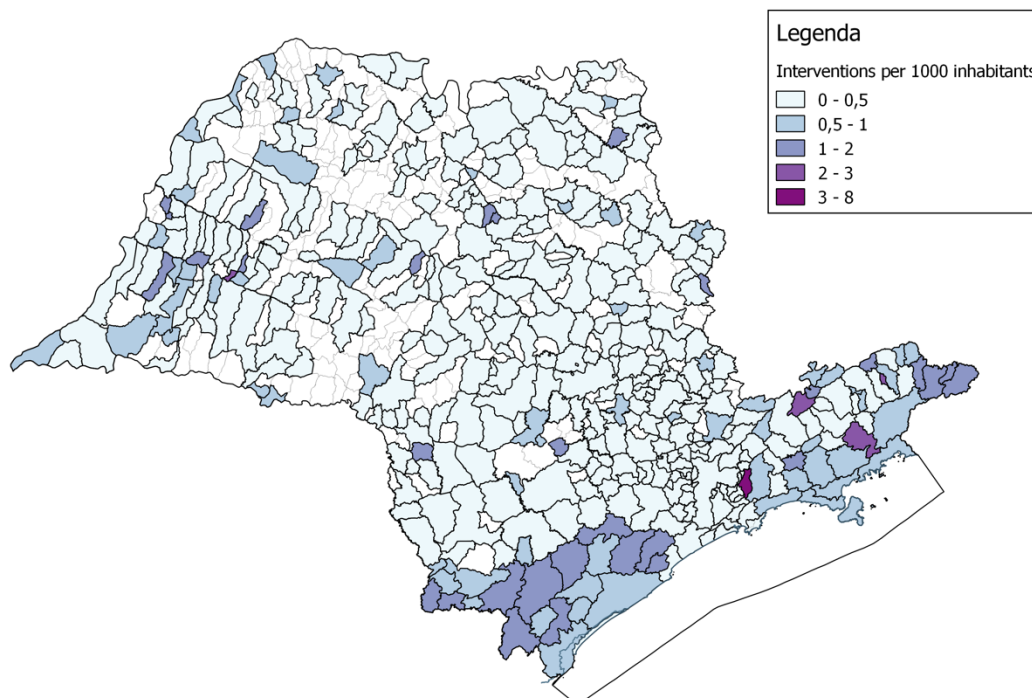 Legenda
Interventions per 1000 inhabitants
0 - 0,5
0,5 - 1
1 - 2
2 - 3
3 - 8